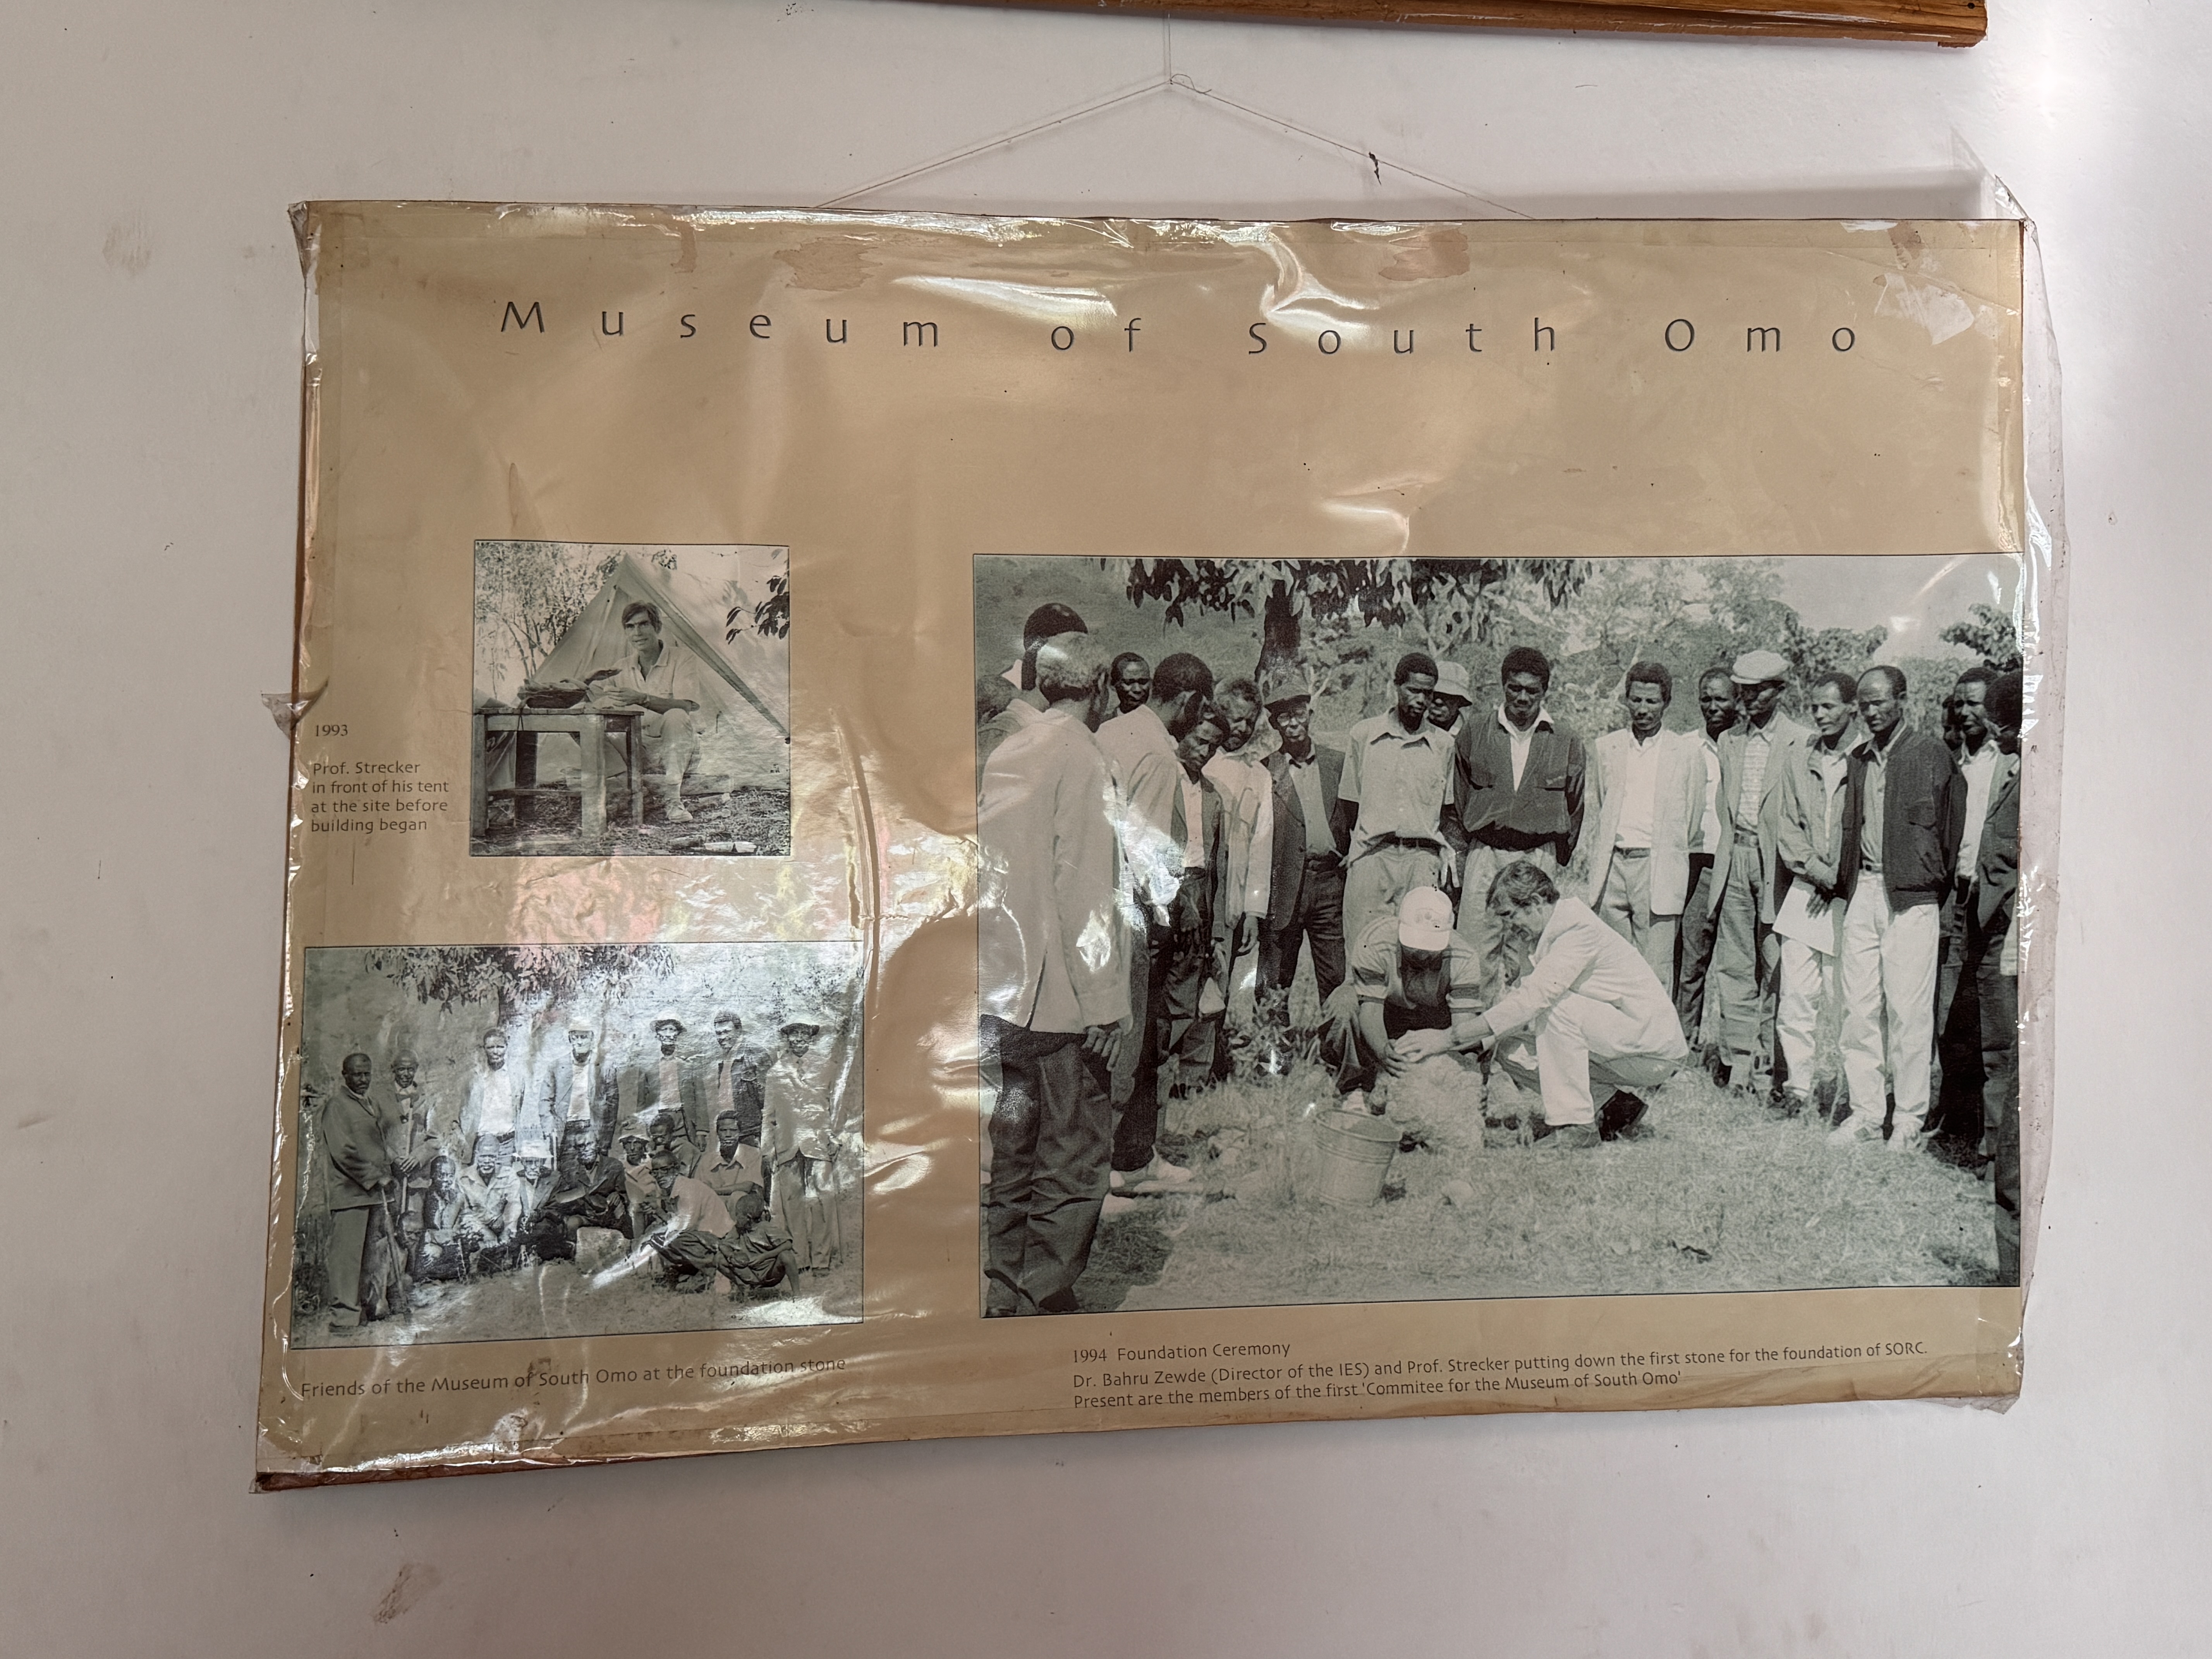 Museum of South Omo
1993
Prof. Strecker
in front of his tent
at the site before
building began
Friends of the Museum of South Omo at the foundation stone
1994 Foundation Ceremony
Dr. Bahru Zewde (Director of the IES) and Prof. Strecker putting down the first stone for the foundation of SORC.
Present are the members of the first 'Commitee for the Museum of South Omo'